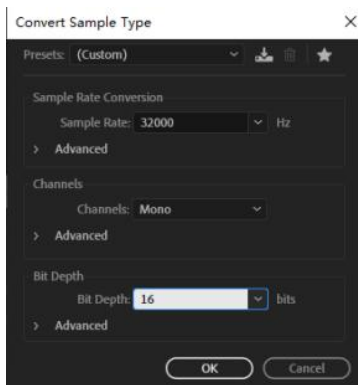 Convert Sample Type
Presets: (Custom)
Sample Rate Conversion
Sample Rate: 32000 Hz
Advanced
Channels
Channels: Mono
Advanced
Bit Depth
Bit Depth: 16 bits
Advanced
OK Cancel